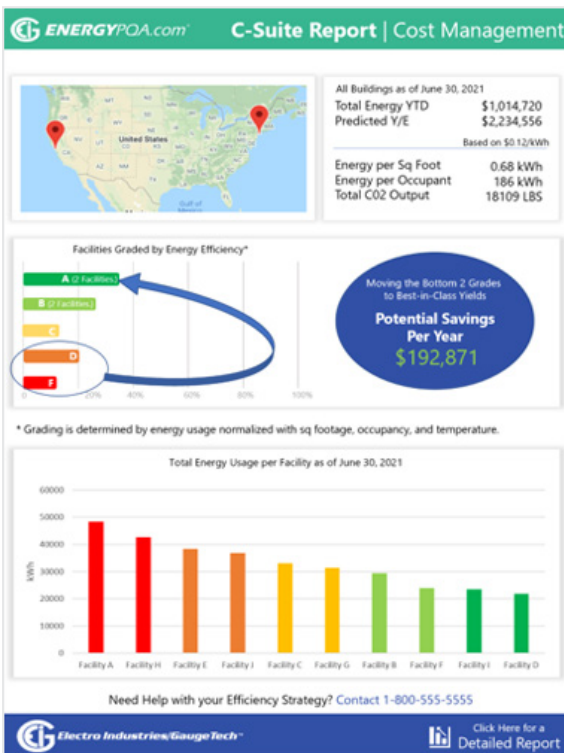 ENERGYPQA.com®
C-Suite Report | Cost Management
United States
All Buildings as of June 30, 2021
Total Energy YTD $1,014,720
Predicted Y/E $2,234,556
Based on $0.12/kWh
Energy per Sq Foot 0.68 kWh
Energy per Occupant 186 kWh
Total C02 Output 18109 LBS
Facilities Graded by Energy Efficiency*
A (2 Facilities)
B (2 Facilities)
C
D
F
0 20% 40% 60% 80% 100%
Moving the Bottom 2 Grades
to Best-in-Class Yields
Potential Savings
Per Year
$192,871
* Grading is determined by energy usage normalized with sq footage, occupancy, and temperature.
Total Energy Usage per Facility as of June 30, 2021
60000
50000
40000
30000
20000
10000
0
kWh
Facility A Facility H Facility E Facility J Facility C Facility G Facility B Facility F Facility I Facility D
Need Help with your Efficiency Strategy? Contact 1-800-555-5555
Electro Industries/GaugeTech™
Click Here for a
Detailed Report